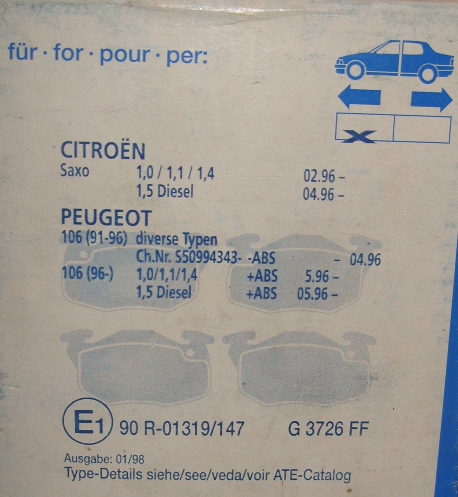 für · for · pour · per:
X
CITROËN
Saxo 1,0 / 1,1 / 1,4 02.96 –
1,5 Diesel 04.96 –
PEUGEOT
106 (91-96) diverse Typen
Ch.Nr. S50994343- -ABS – 04.96
106 (96-) 1,0/1,1/1,4 +ABS 5.96 –
1,5 Diesel +ABS 05.96 –
E1 90 R-01319/147 G 3726 FF
Ausgabe: 01/98
Type-Details siehe/see/veda/voir ATE-Catalog